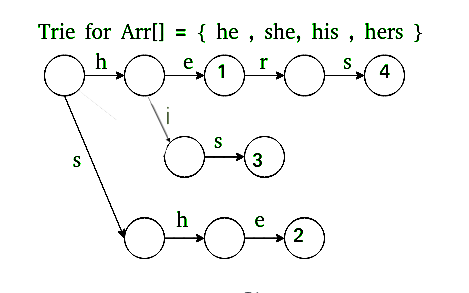 Trie for Arr[] = { he , she, his , hers }
h e 1 r s 4
i
s 3
s
h e 2